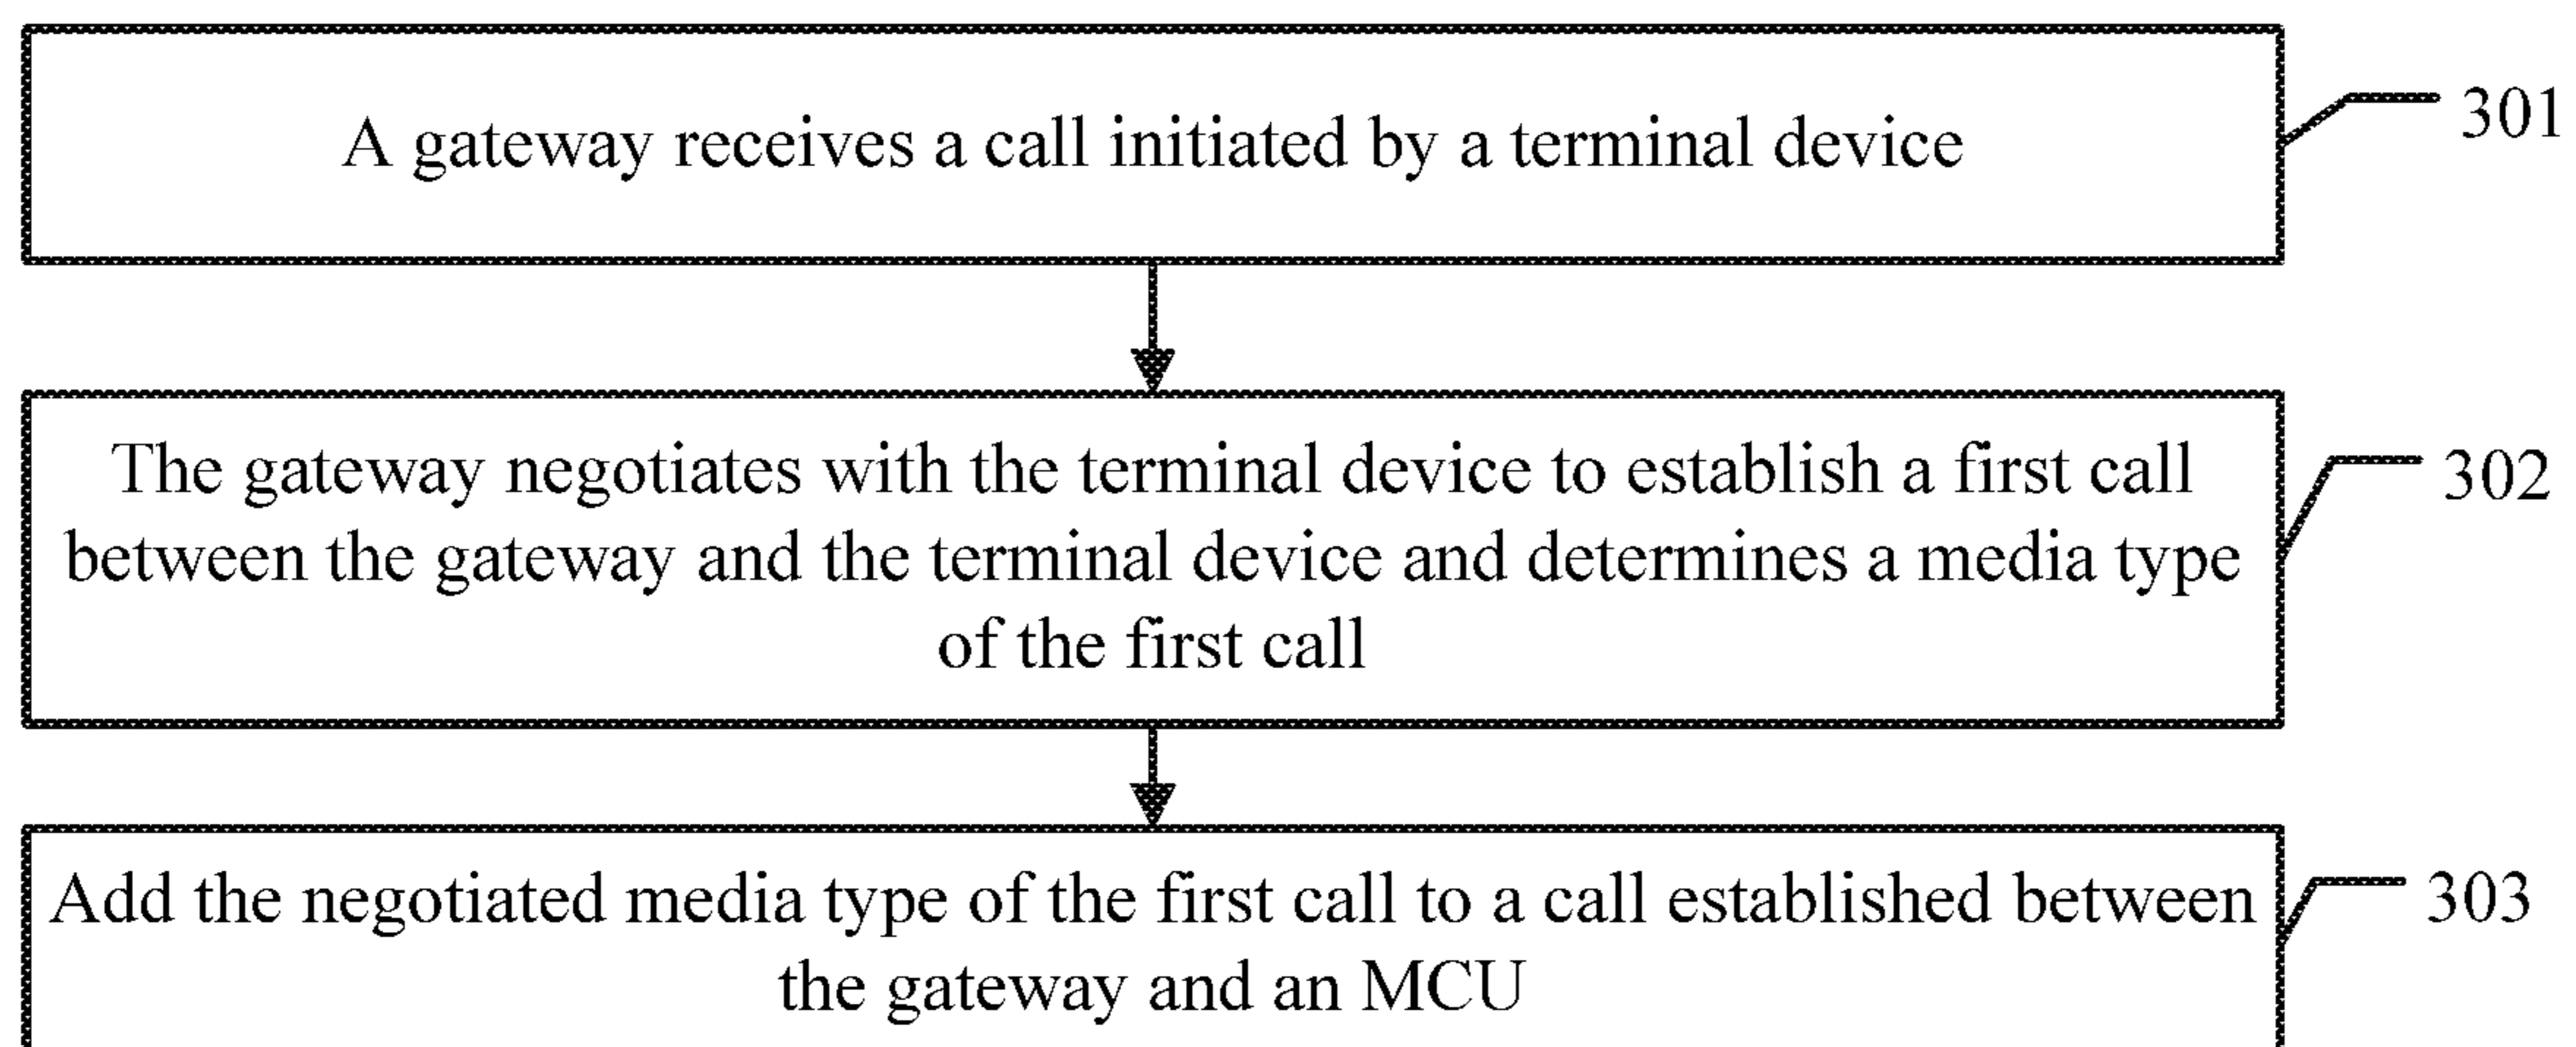 A gateway receives a call initiated by a terminal device
301
The gateway negotiates with the terminal device to establish a first call
between the gateway and the terminal device and determines a media type
of the first call
302
Add the negotiated media type of the first call to a call established between
the gateway and an MCU
303